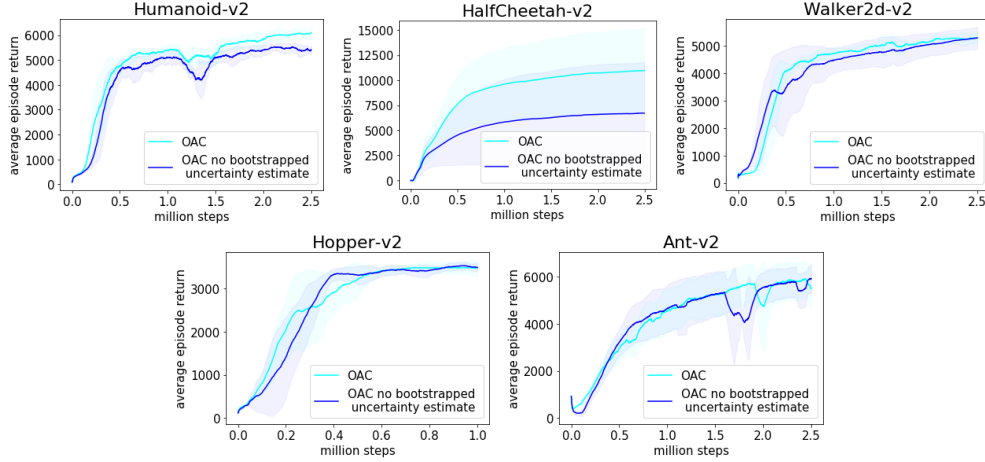 Humanoid-v2
average episode return
6000
5000
4000
3000
2000
1000
0
OAC
OAC no bootstrapped
uncertainty estimate
0.0 0.5 1.0 1.5 2.0 2.5
million steps
HalfCheetah-v2
average episode return
15000
12500
10000
7500
5000
2500
0
OAC
OAC no bootstrapped
uncertainty estimate
0.0 0.5 1.0 1.5 2.0 2.5
million steps
Walker2d-v2
average episode return
5000
4000
3000
2000
1000
0
OAC
OAC no bootstrapped
uncertainty estimate
0.0 0.5 1.0 1.5 2.0 2.5
million steps
Hopper-v2
average episode return
3000
2000
1000
0
OAC
OAC no bootstrapped
uncertainty estimate
0.0 0.2 0.4 0.6 0.8 1.0
million steps
Ant-v2
average episode return
6000
4000
2000
0
OAC
OAC no bootstrapped
uncertainty estimate
0.0 0.5 1.0 1.5 2.0 2.5
million steps